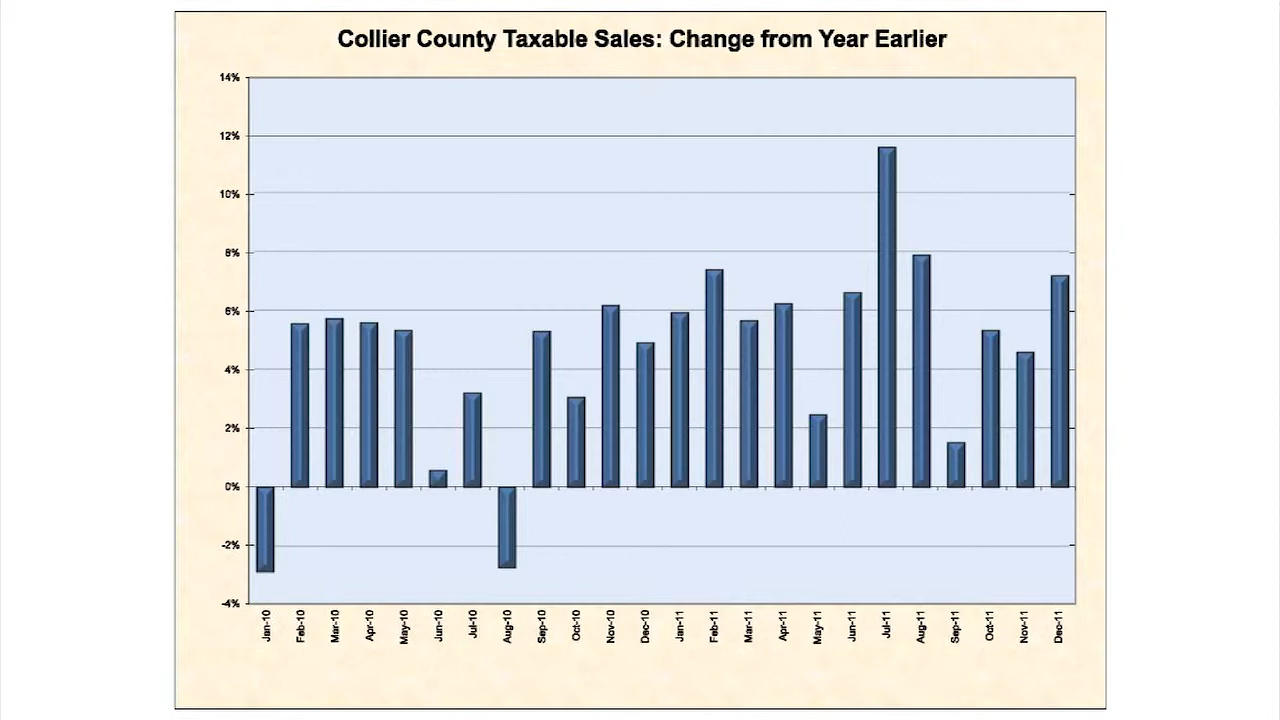 Collier County Taxable Sales: Change from Year Earlier
14%
12%
10%
8%
6%
4%
2%
0%
-2%
-4%
Jan-10
Feb-10
Mar-10
Apr-10
May-10
Jun-10
Jul-10
Aug-10
Sep-10
Oct-10
Nov-10
Dec-10
Jan-11
Feb-11
Mar-11
Apr-11
May-11
Jun-11
Jul-11
Aug-11
Sep-11
Oct-11
Nov-11
Dec-11